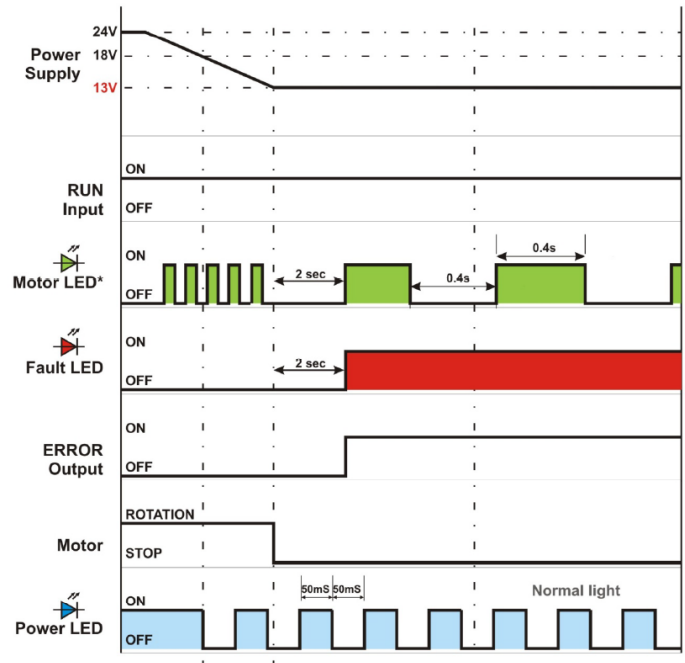 24V
Power
Supply
18V
13V
ON
RUN
Input
OFF
ON
Motor LED*
OFF
2 sec
0.4s
0.4s
ON
Fault LED
OFF
2 sec
ON
ERROR
Output
OFF
ROTATION
Motor
STOP
50mS 50mS
Normal light
ON
Power LED
OFF